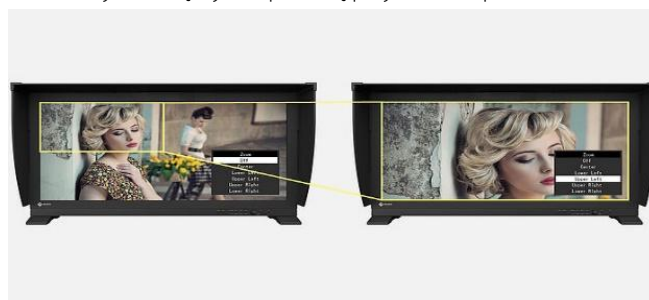 Zoom
Off
Center
Lower Left
Upper Left
Upper Right
Lower Right
Zoom
Off
Center
Lower Left
Upper Left
Upper Right
Lower Right